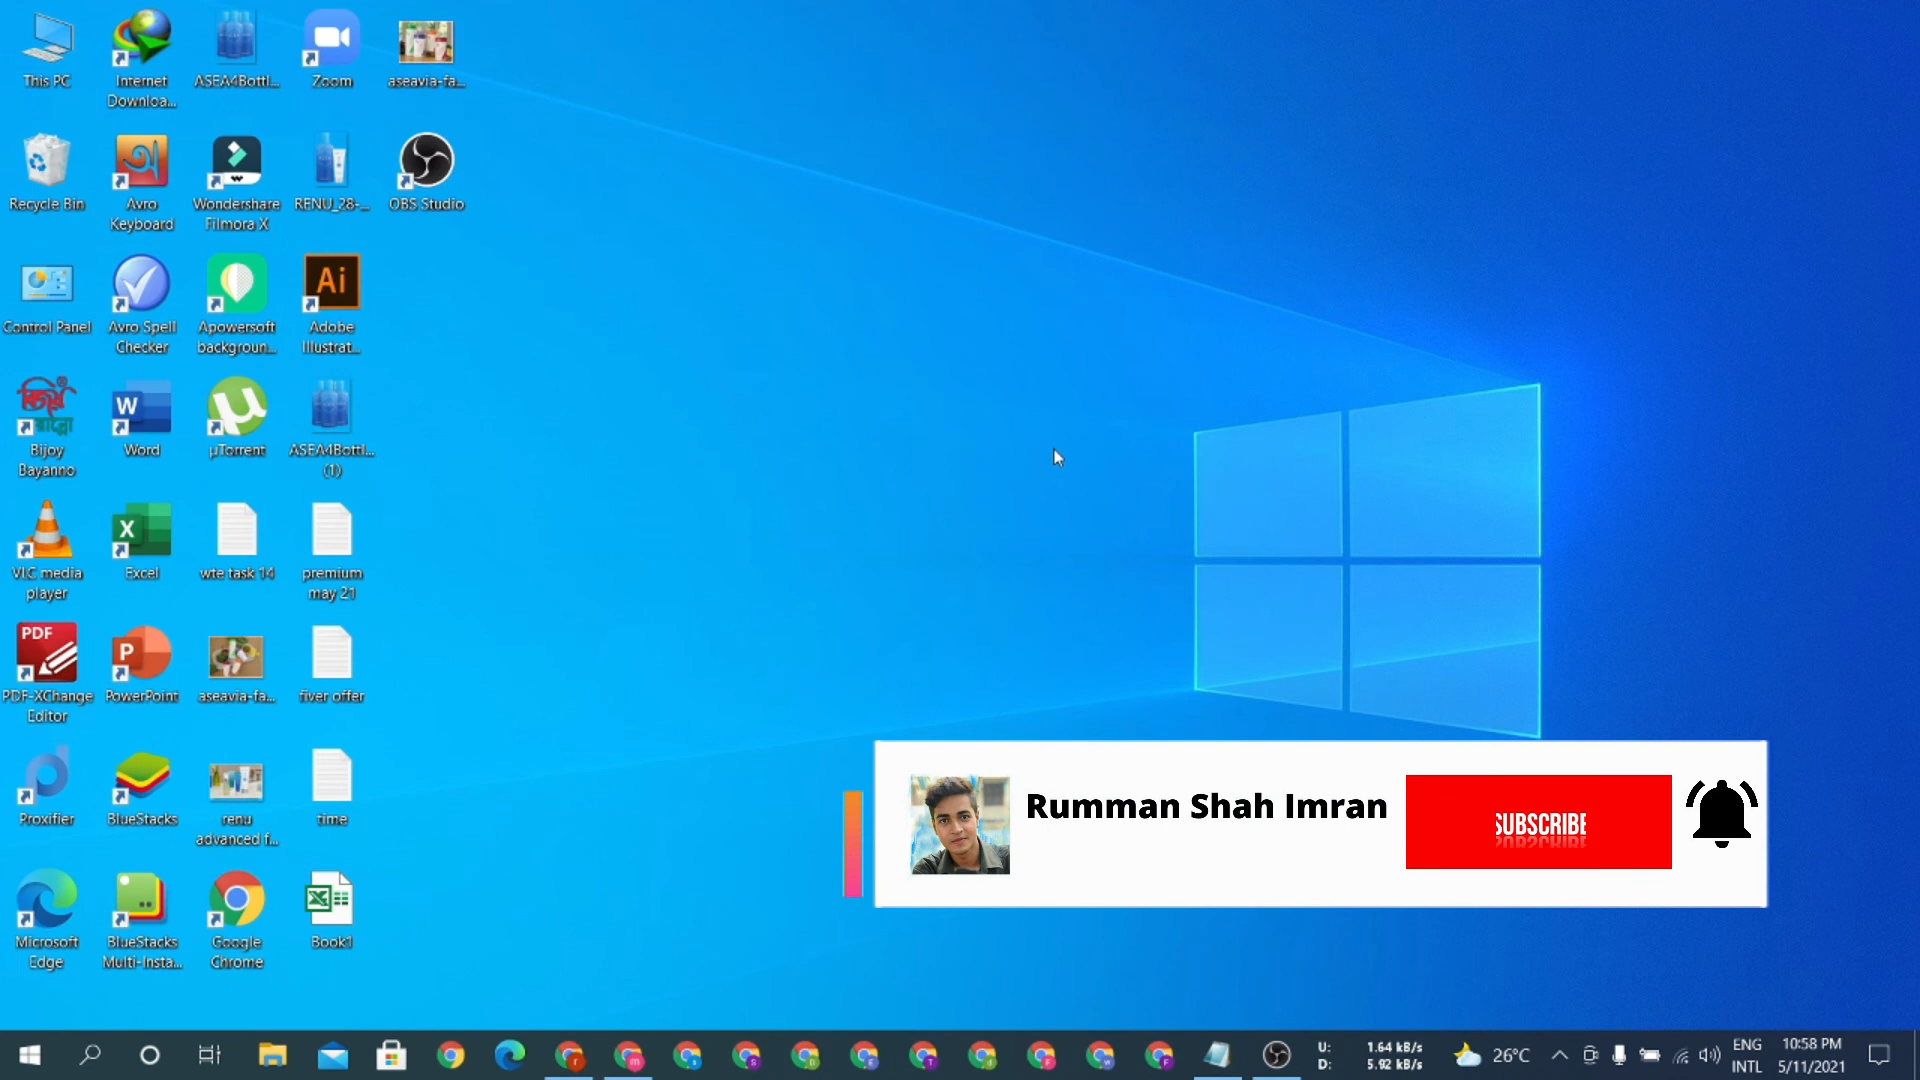 This PC
Internet
Downloa...
ASEA4Bottl...
Zoom
aseavia-fa...
Recycle Bin
অ
Avro
Keyboard
Wondershare
Filmora X
RENU_28-...
OBS Studio
Control Panel
Avro Spell
Checker
Apowersoft
backgroun...
Ai
Adobe
Illustrat...
Bijoy
Bayanno
W
Word
µ
µTorrent
ASEA4Bottl...
(1)
VLC media
player
X
Excel
wte task 14
premium
may 21
PDF
PDF-XChange
Editor
P
PowerPoint
aseavia-fa...
fiver offer
Proxifier
BlueStacks
renu
advanced f...
time
Microsoft
Edge
BlueStacks
Multi-Insta...
Google
Chrome
Book1
Rumman Shah Imran
SUBSCRIBE
U: 1.64 kB/s
D: 5.92 kB/s
26°C
ENG
INTL
10:58 PM
5/11/2021